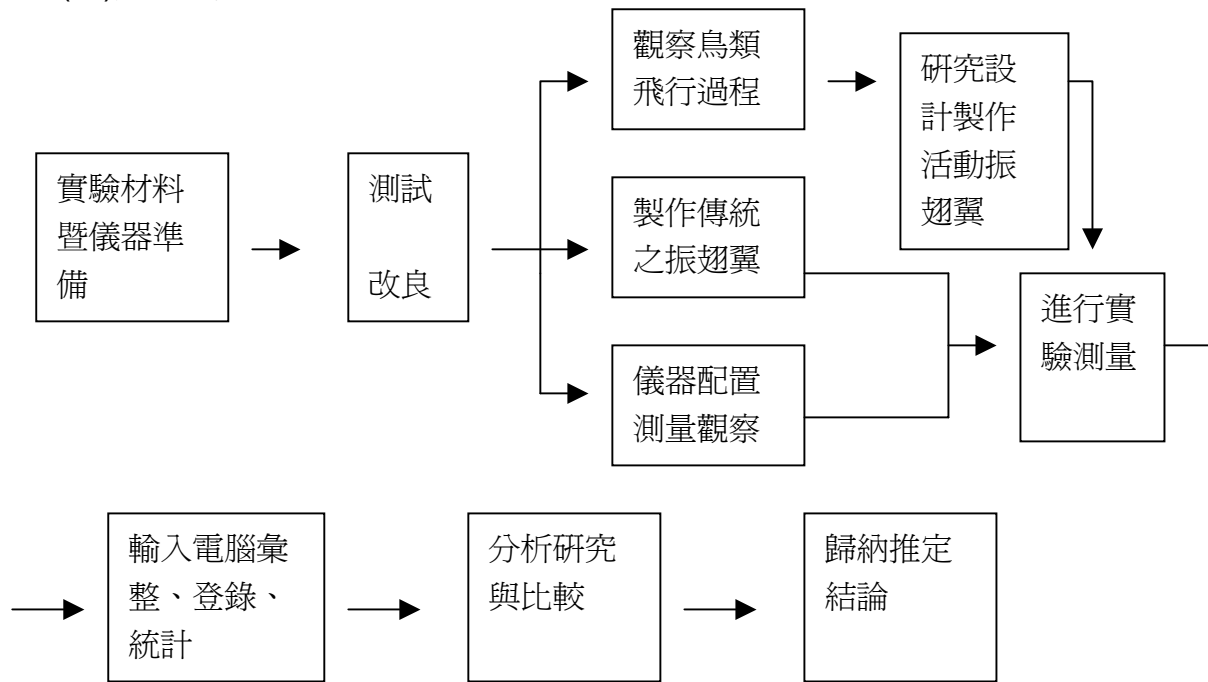 觀察鳥類
飛行過程
研究設
計製作
活動振
翅翼
實驗材料
暨儀器準
備
測試
改良
製作傳統
之振翅翼
進行實
驗測量
儀器配置
測量觀察
輸入電腦彙
整、登錄、
統計
分析研究
與比較
歸納推定
結論